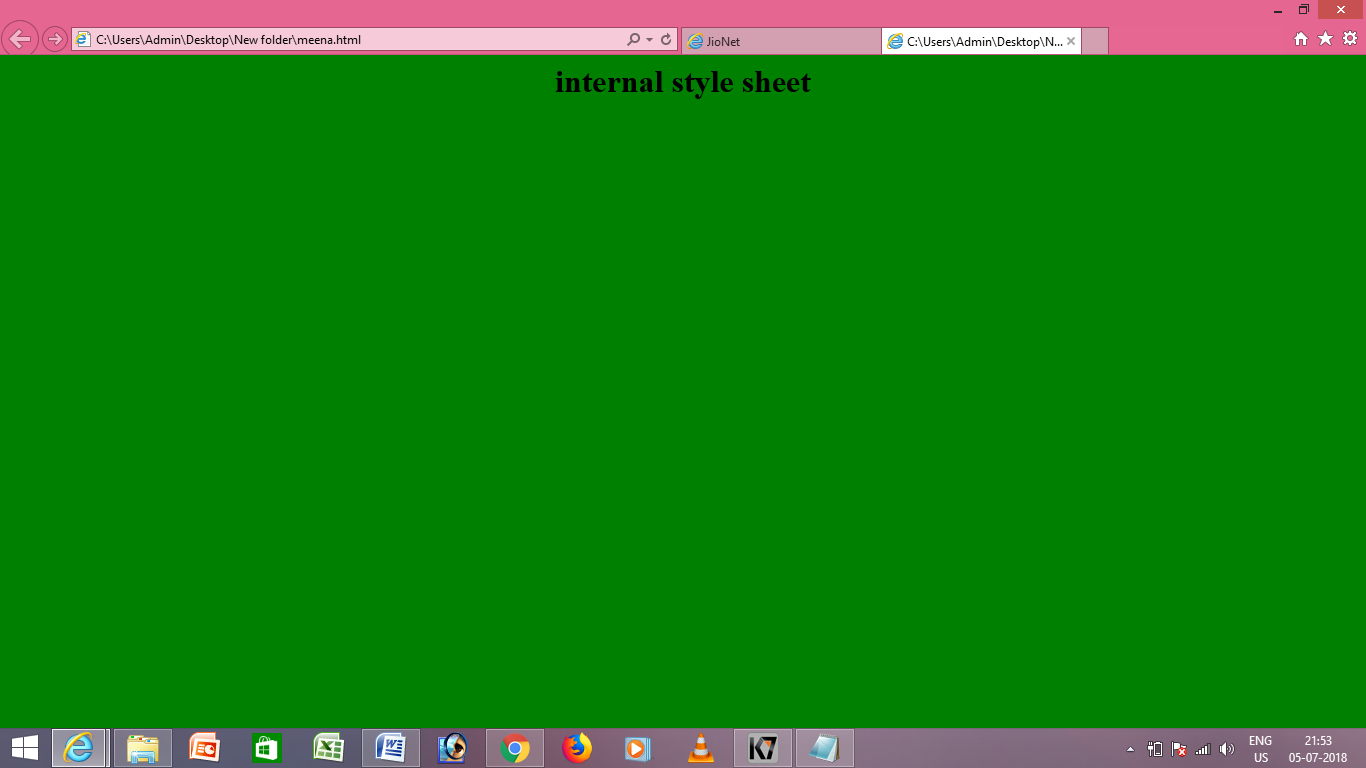 C:\Users\Admin\Desktop\New folder\meena.html
JioNet
C:\Users\Admin\Desktop\N...
internal style sheet
ENG
US
21:53
05-07-2018